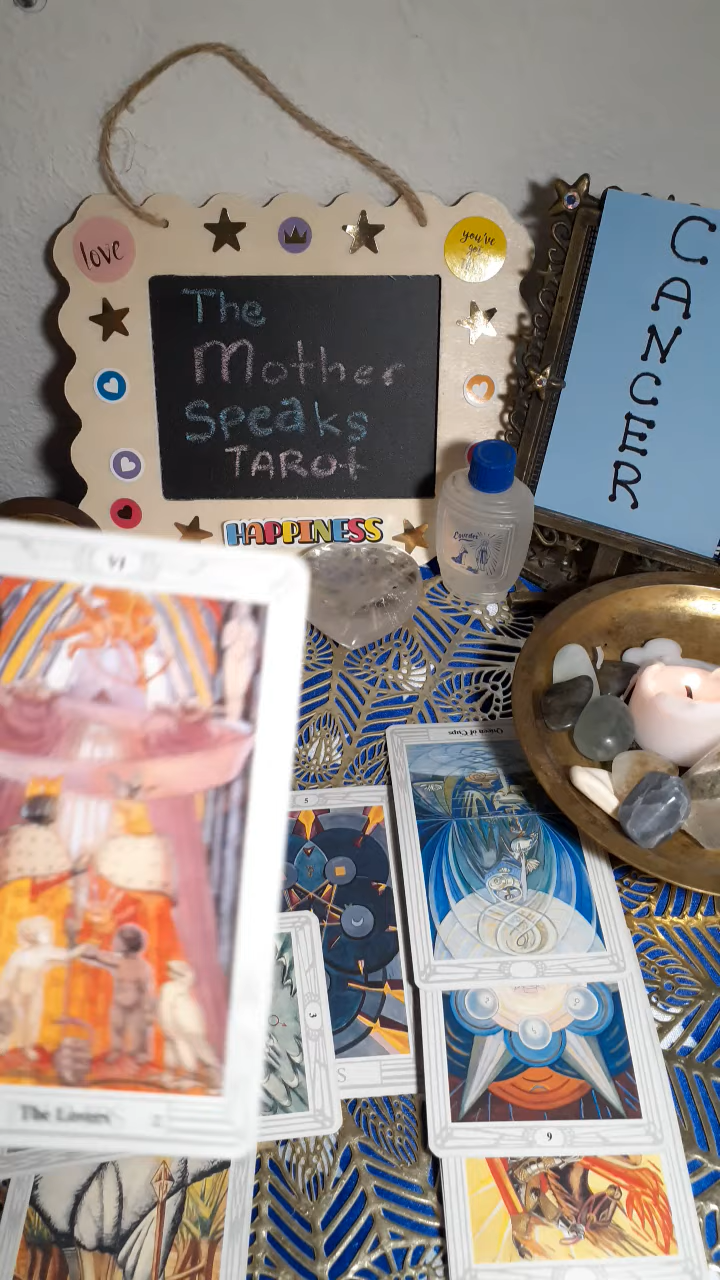 love
you've
got
The
Mother
Speaks
TAROt
HAPPINESS
CANCER
Lavender
VI
The Lovers
Queen of Cups
5
3
S
9